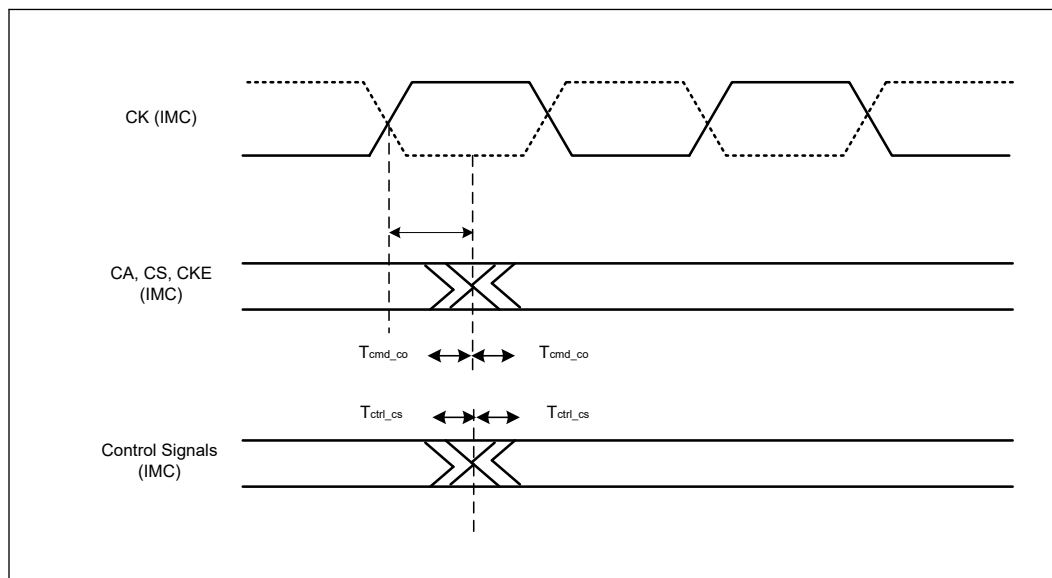 CK (IMC)
CA, CS, CKE
(IMC)
Tcmd_co Tcmd_co
Tctrl_cs Tctrl_cs
Control Signals
(IMC)